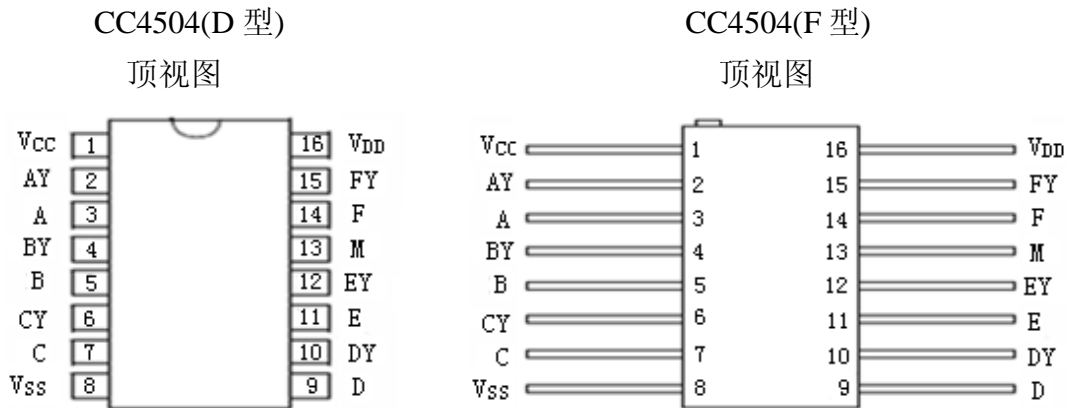 CC4504(D 型)
顶视图
VCC 1 16 VDD
AY 2 15 FY
A 3 14 F
BY 4 13 M
B 5 12 EY
CY 6 11 E
C 7 10 DY
VSS 8 9 D
CC4504(F 型)
顶视图
VCC 1 16 VDD
AY 2 15 FY
A 3 14 F
BY 4 13 M
B 5 12 EY
CY 6 11 E
C 7 10 DY
VSS 8 9 D